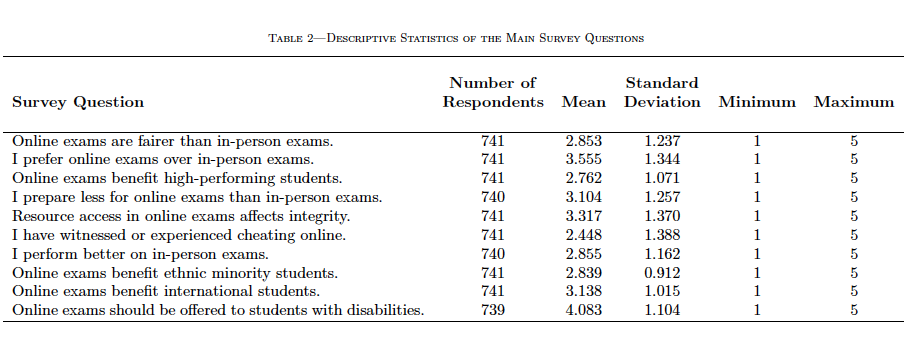 TABLE 2—DESCRIPTIVE STATISTICS OF THE MAIN SURVEY QUESTIONS
Number of Standard
Survey Question Respondents Mean Deviation Minimum Maximum
Online exams are fairer than in-person exams. 741 2.853 1.237 1 5
I prefer online exams over in-person exams. 741 3.555 1.344 1 5
Online exams benefit high-performing students. 741 2.762 1.071 1 5
I prepare less for online exams than in-person exams. 740 3.104 1.257 1 5
Resource access in online exams affects integrity. 741 3.317 1.370 1 5
I have witnessed or experienced cheating online. 741 2.448 1.388 1 5
I perform better on in-person exams. 740 2.855 1.162 1 5
Online exams benefit ethnic minority students. 741 2.839 0.912 1 5
Online exams benefit international students. 741 3.138 1.015 1 5
Online exams should be offered to students with disabilities. 739 4.083 1.104 1 5